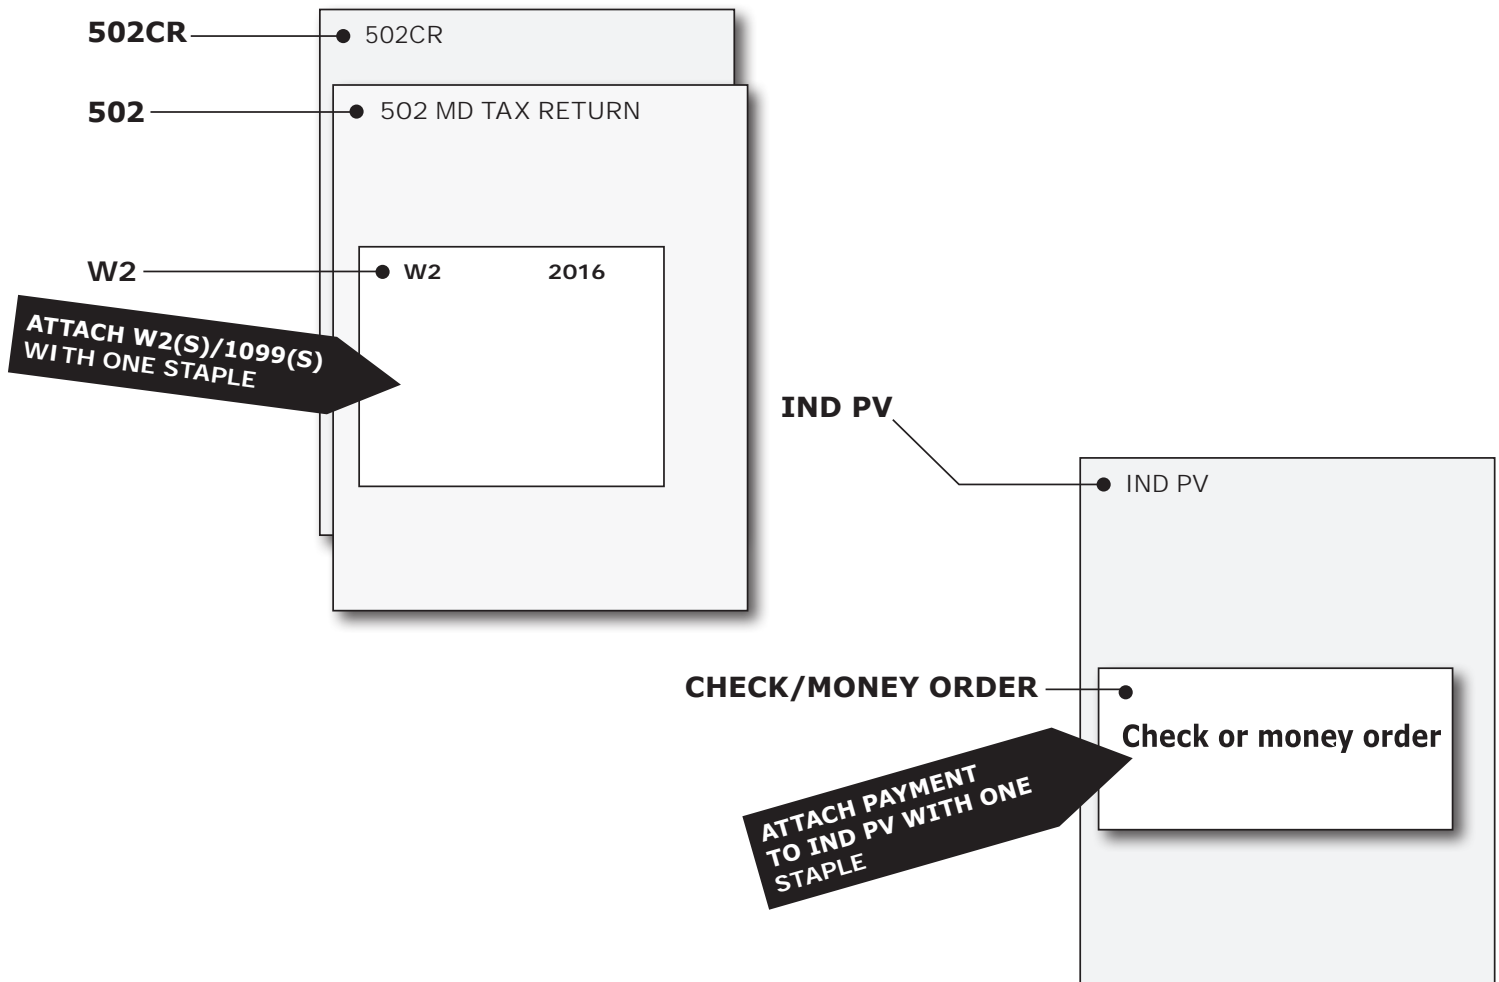 502CR
502CR
502
502 MD TAX RETURN
W2
W2 2016
ATTACH W2(S)/1099(S)
WITH ONE STAPLE
IND PV
IND PV
CHECK/MONEY ORDER
Check or money order
ATTACH PAYMENT
TO IND PV WITH ONE
STAPLE